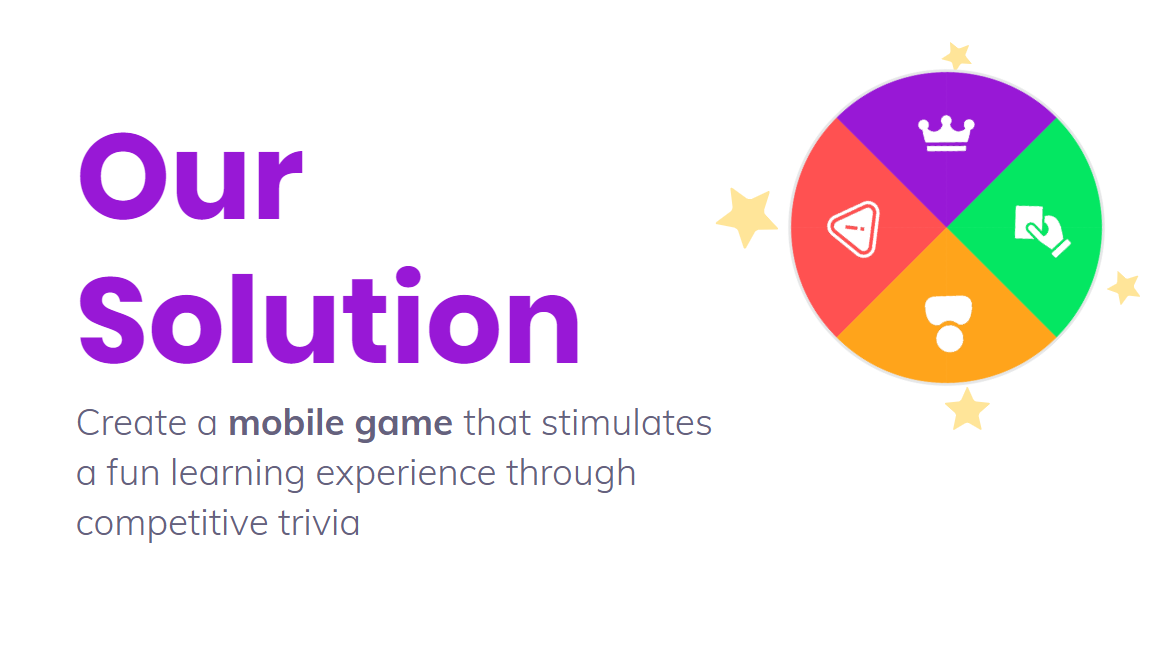 Our
Solution
Create a mobile game that stimulates
a fun learning experience through
competitive trivia